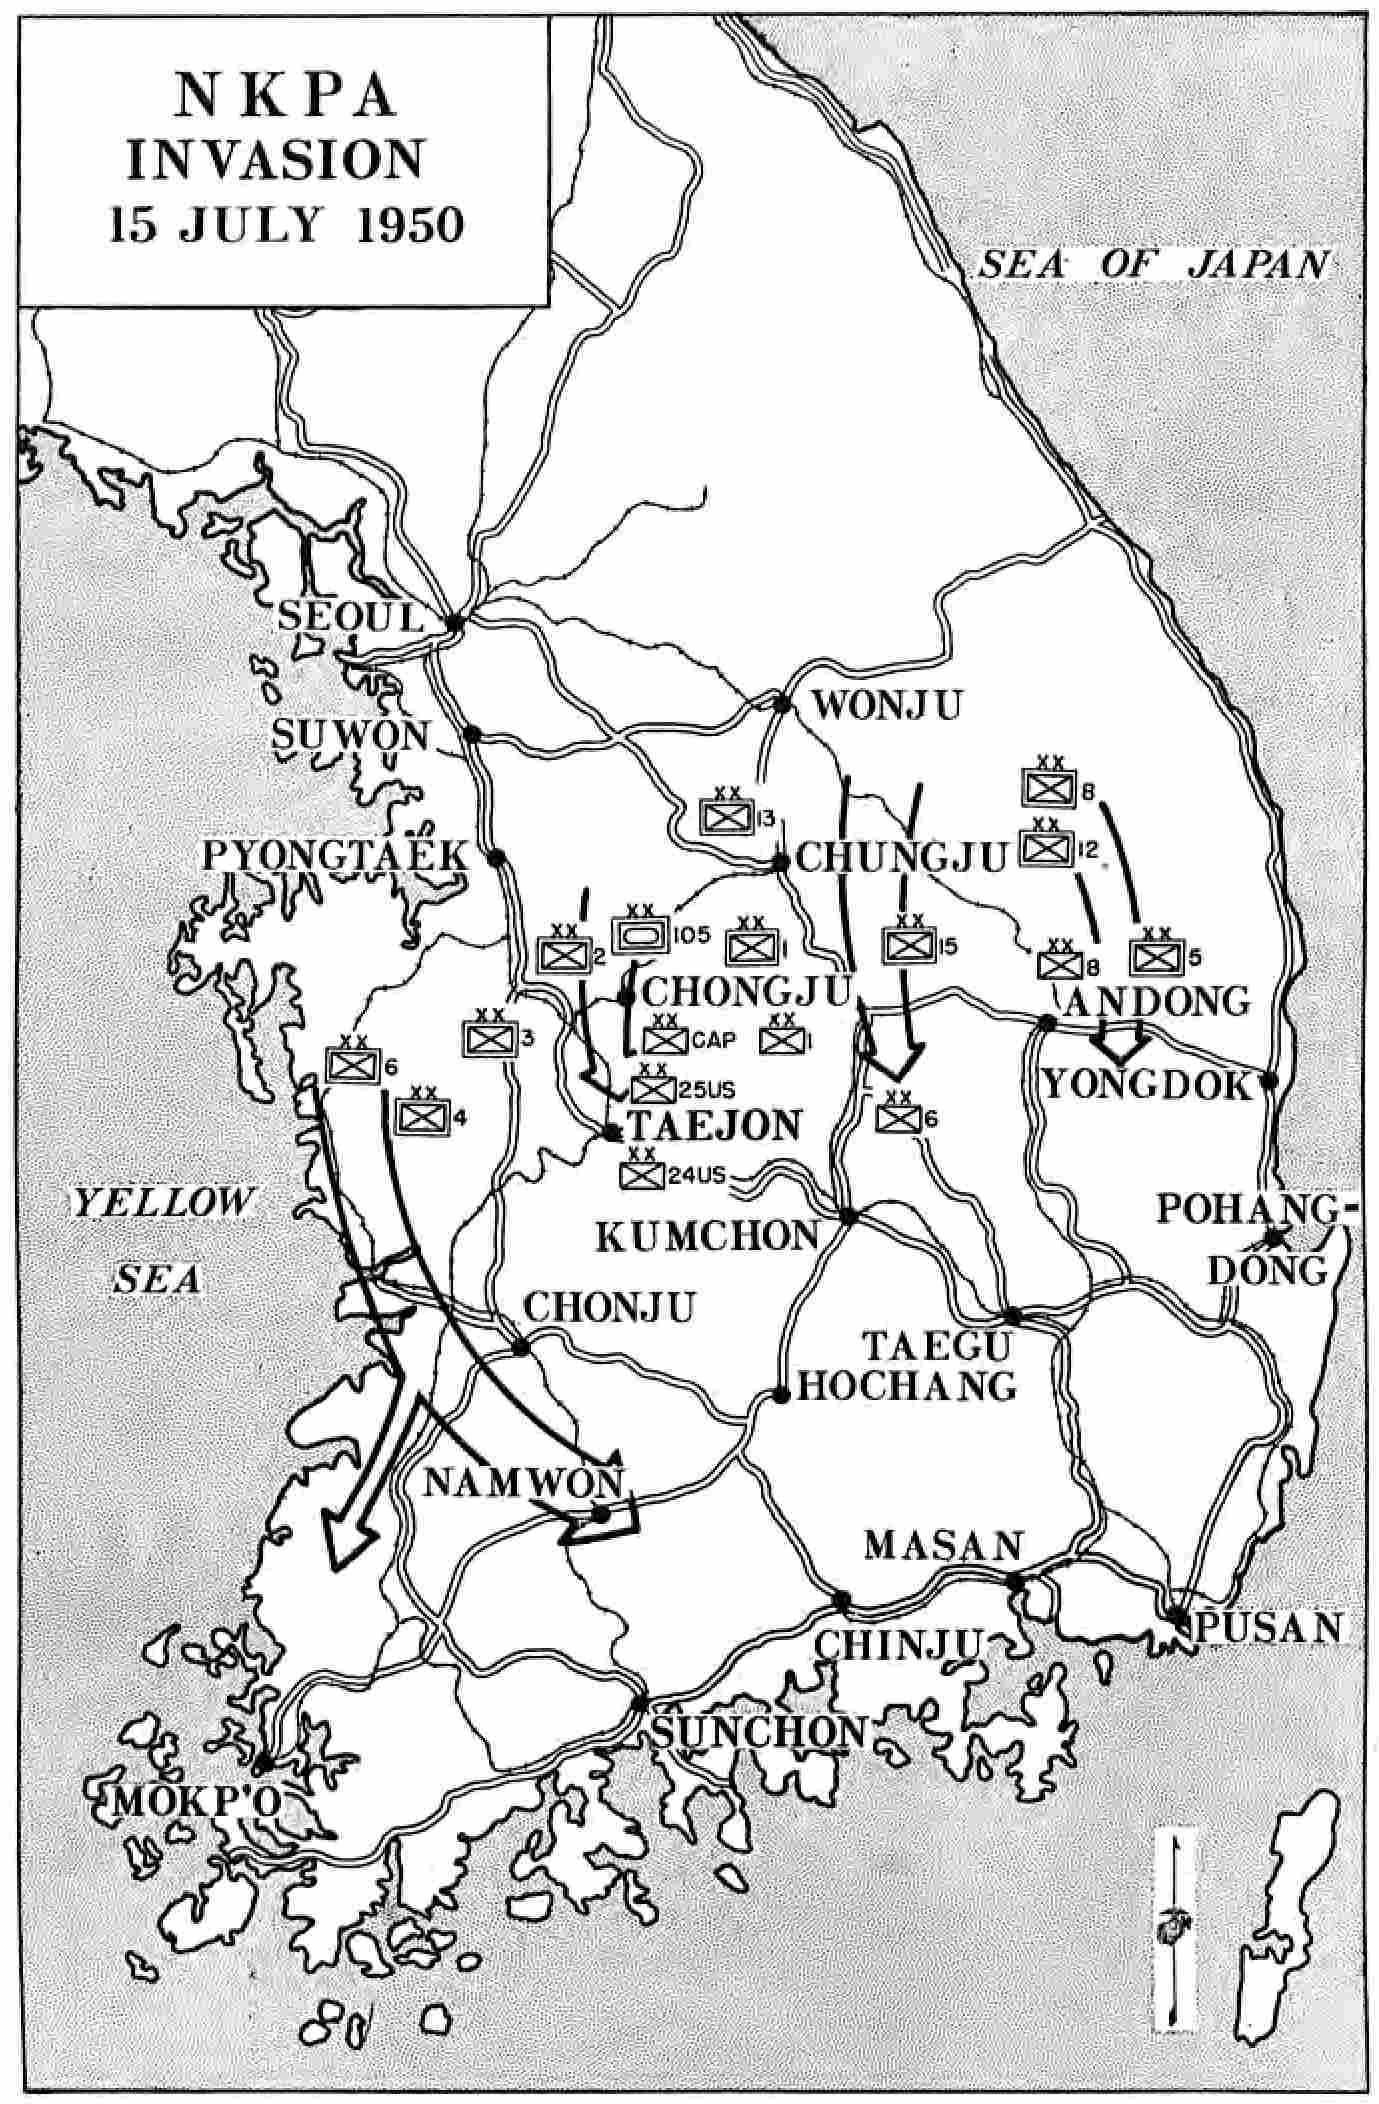 NKPA
INVASION
15 JULY 1950
SEA OF JAPAN
SEOUL
WONJU
SUWON
XX
8
XX
13
XX
12
PYONGTAEK
CHUNGJU
XX
2
XX
105
XX
1
XX
15
XX
8
XX
5
CHONGJU
ANDONG
XX
3
XX
CAP
XX
1
XX
6
XX
25US
YONGDOK
XX
4
XX
6
TAEJON
XX
24US
YELLOW
SEA
KUMCHON
POHANG-
DONG
CHONJU
TAEGU
HOCHANG
NAMWON
MASAN
PUSAN
CHINJU
SUNCHON
MOKP'O